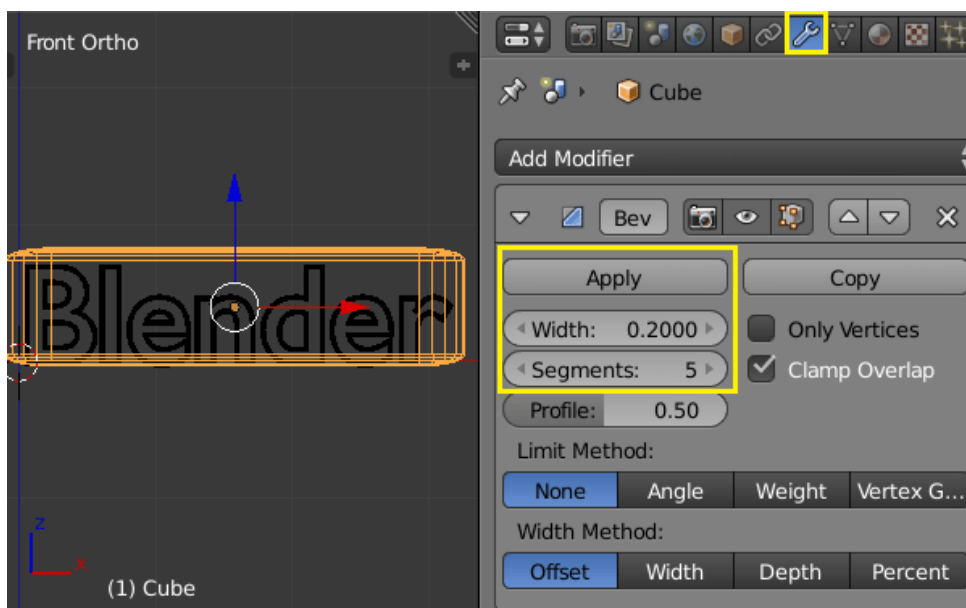 Front Ortho
Blender
z
x
(1) Cube
Cube
Add Modifier
Bev
Apply Copy
Width: 0.2000 Only Vertices
Segments: 5 Clamp Overlap
Profile: 0.50
Limit Method:
None Angle Weight Vertex G...
Width Method:
Offset Width Depth Percent